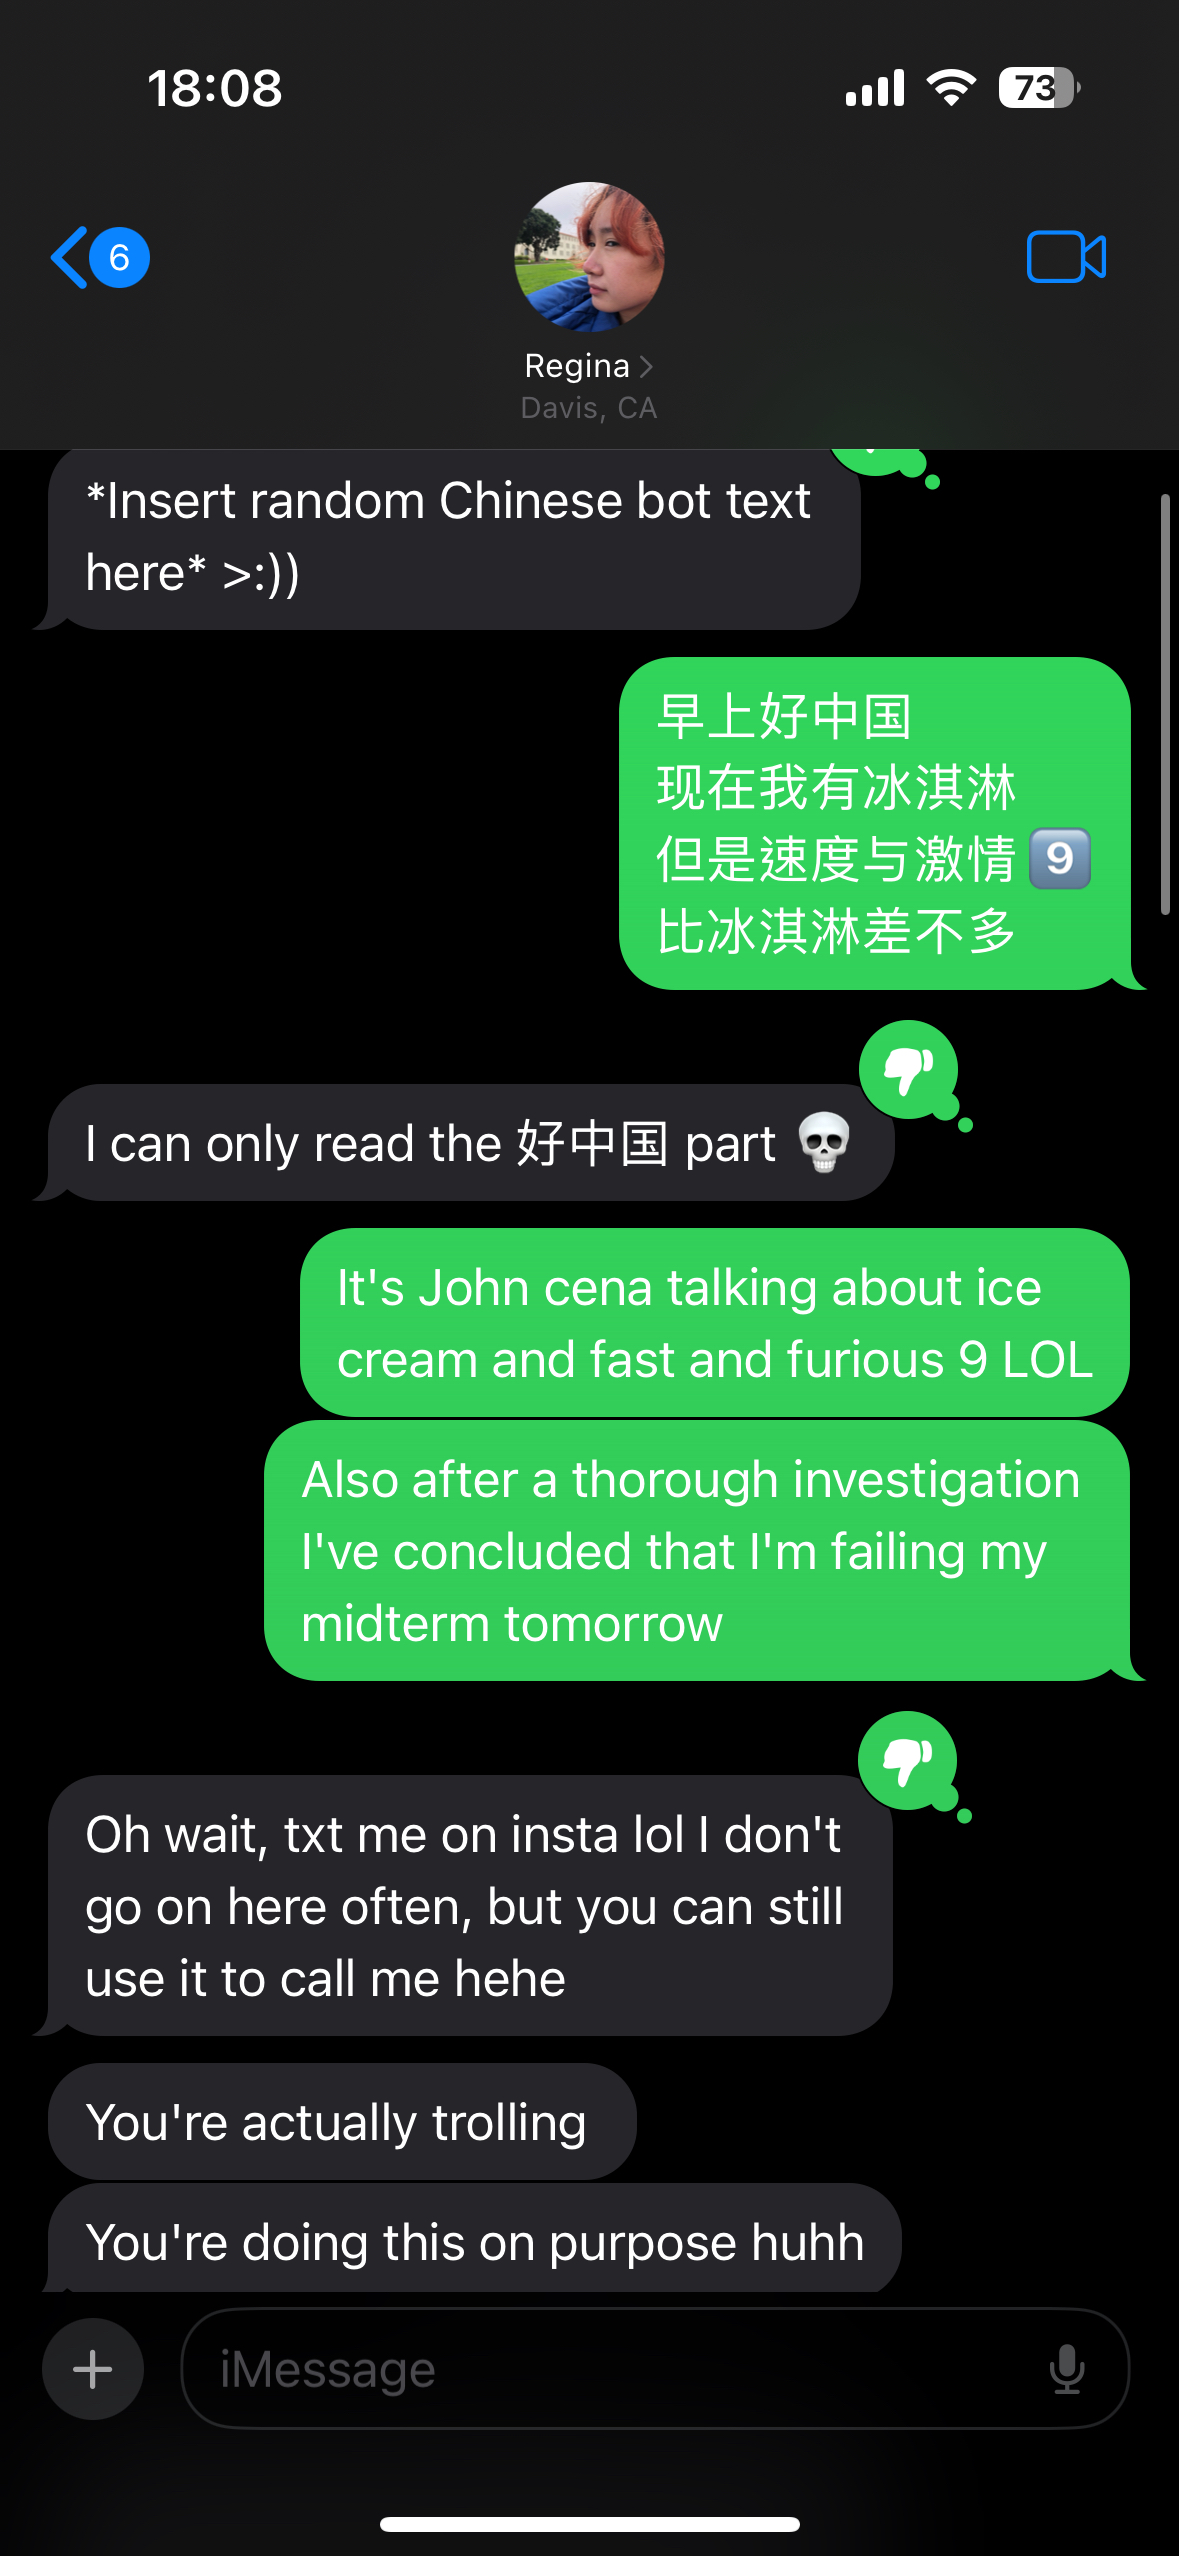 18:08
73
6
Regina
Davis, CA
*Insert random Chinese bot text
here* >:))
早上好中国
现在我有冰淇淋
但是速度与激情 9️⃣
比冰淇淋差不多
I can only read the 好中国 part 💀
It's John cena talking about ice
cream and fast and furious 9 LOL
Also after a thorough investigation
I've concluded that I'm failing my
midterm tomorrow
Oh wait, txt me on insta lol I don't
go on here often, but you can still
use it to call me hehe
You're actually trolling
You're doing this on purpose huhh
iMessage